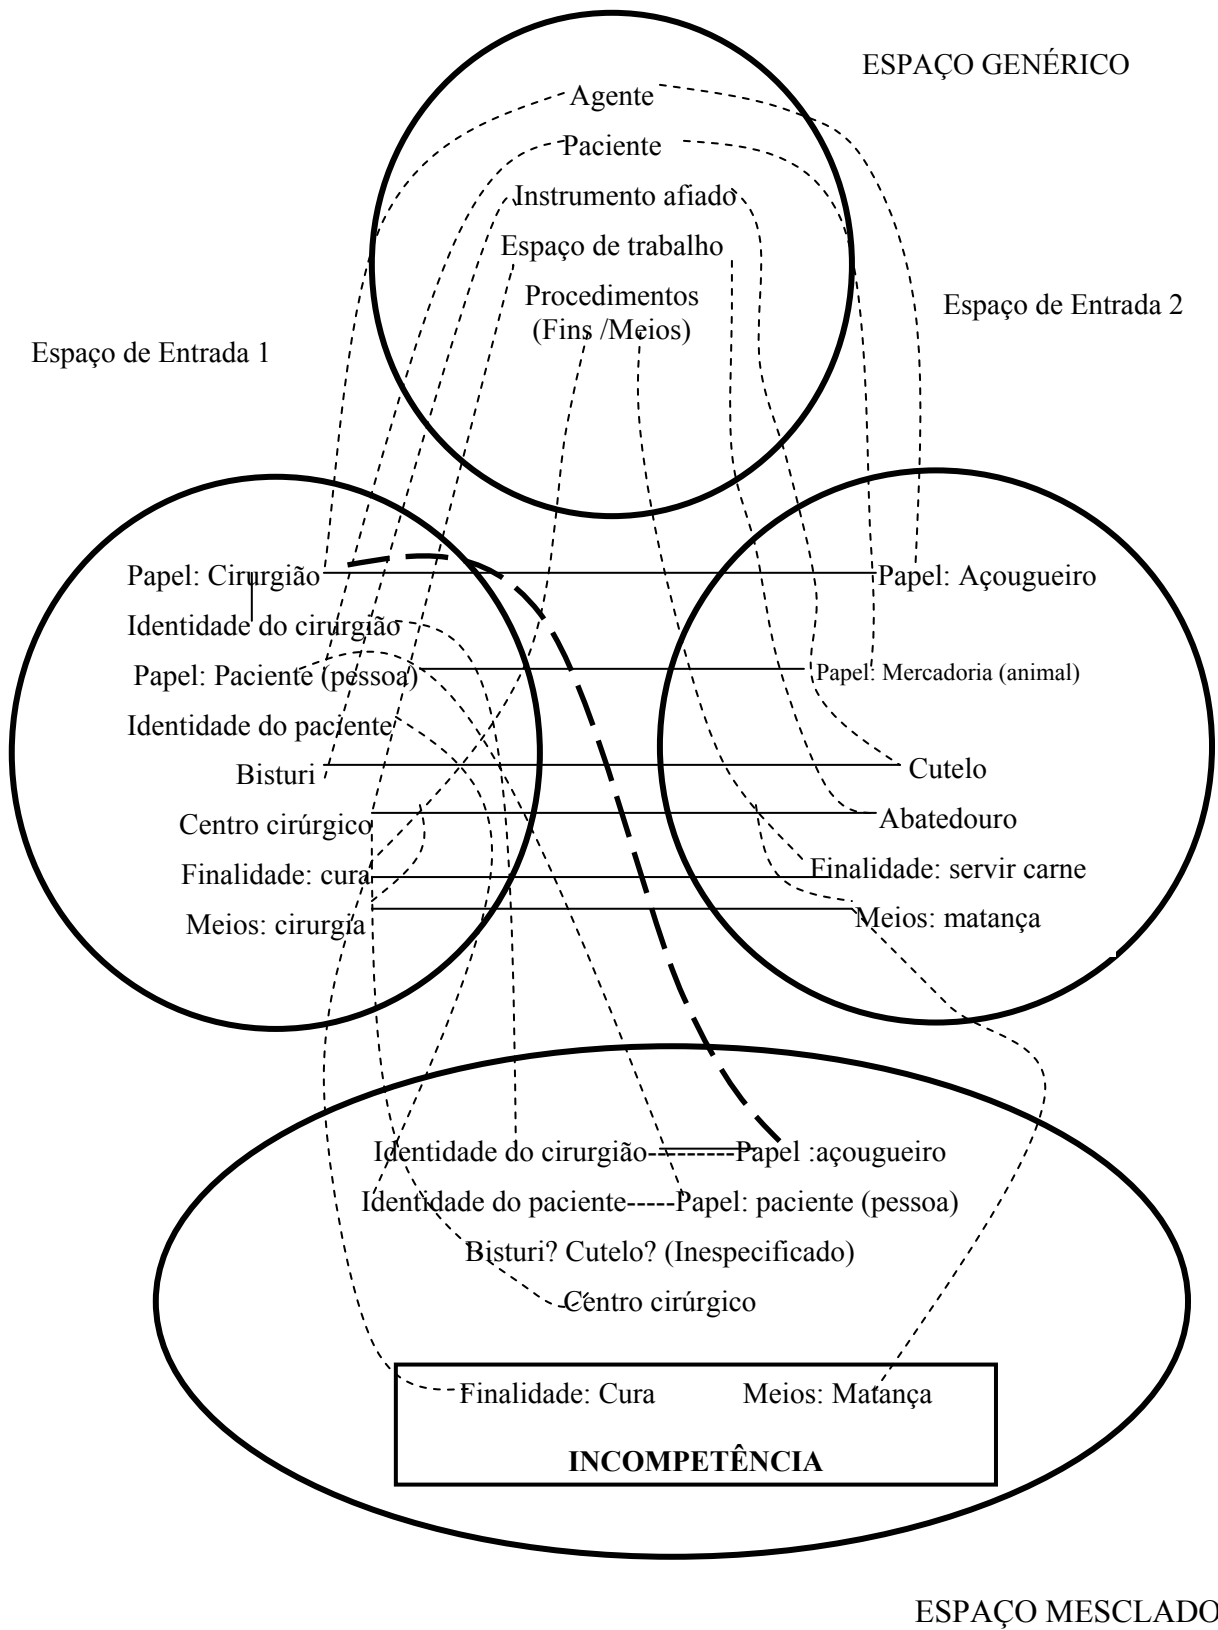 ESPAÇO GENÉRICO
Agente
Paciente
Instrumento afiado
Espaço de trabalho
Procedimentos
(Fins /Meios)
Espaço de Entrada 2
Espaço de Entrada 1
Papel: Cirurgião
Identidade do cirurgião
Papel: Paciente (pessoa)
Identidade do paciente
Bisturi
Centro cirúrgico
Finalidade: cura
Meios: cirurgia
Papel: Açougueiro
Papel: Mercadoria (animal)
Cutelo
Abatedouro
Finalidade: servir carne
Meios: matança
Identidade do cirurgião---------Papel :açougueiro
Identidade do paciente-----Papel: paciente (pessoa)
Bisturi? Cutelo? (Inespecificado)
Centro cirúrgico
Finalidade: Cura Meios: Matança
INCOMPETÊNCIA
ESPAÇO MESCLADO